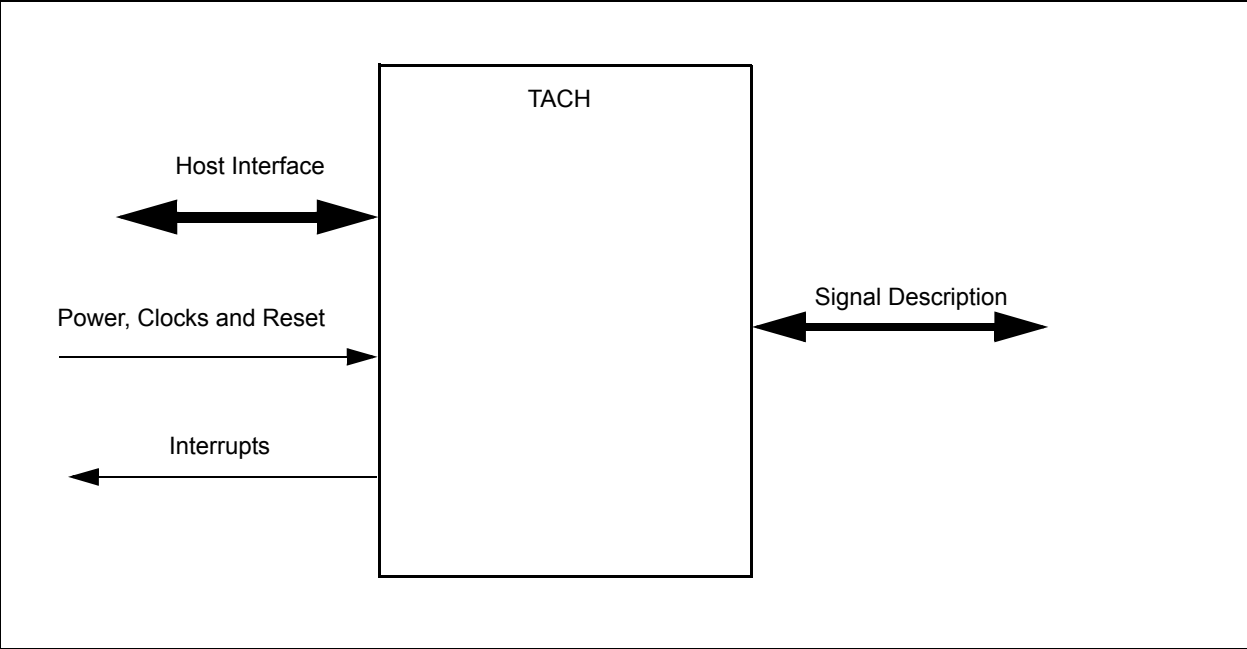 TACH
Host Interface
Signal Description
Power, Clocks and Reset
Interrupts